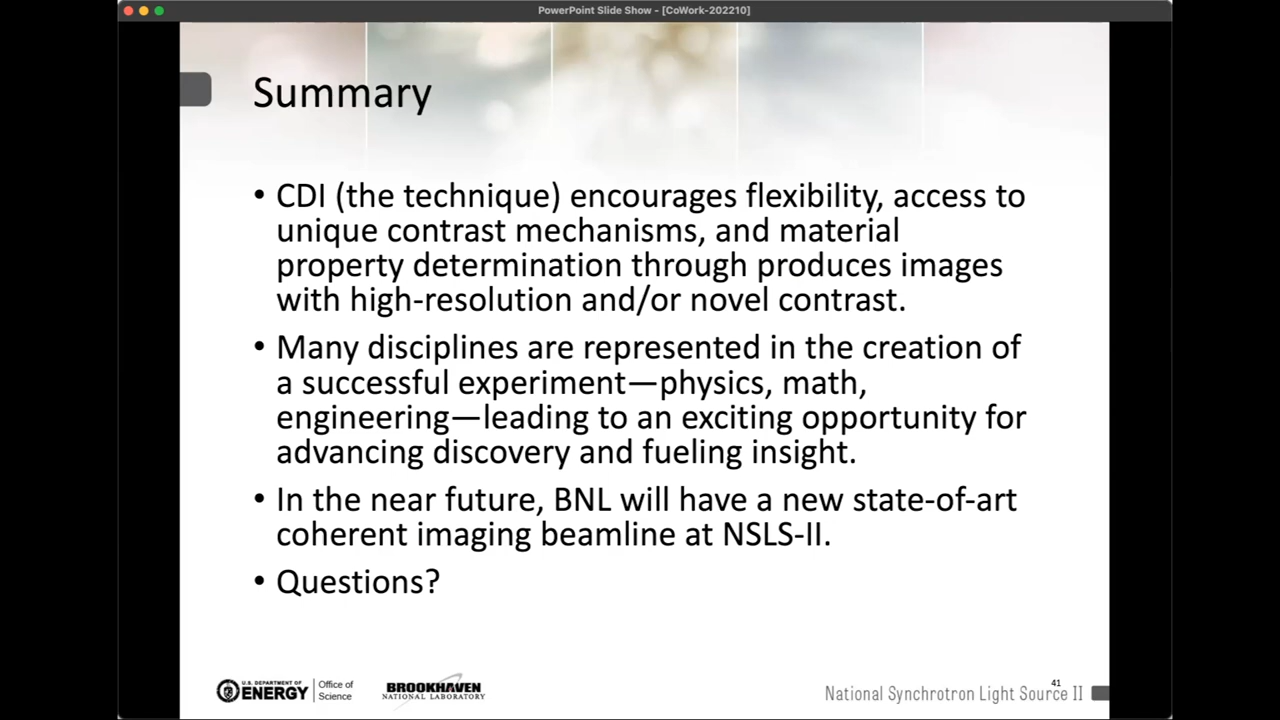 PowerPoint Slide Show - [CoWork-202210]
Summary
• CDI (the technique) encourages flexibility, access to
unique contrast mechanisms, and material
property determination through produces images
with high-resolution and/or novel contrast.
• Many disciplines are represented in the creation of
a successful experiment—physics, math,
engineering—leading to an exciting opportunity for
advancing discovery and fueling insight.
• In the near future, BNL will have a new state-of-art
coherent imaging beamline at NSLS-II.
• Questions?
U.S. DEPARTMENT OF
ENERGY
Office of
Science
BROOKHAVEN
NATIONAL LABORATORY
41
National Synchrotron Light Source II